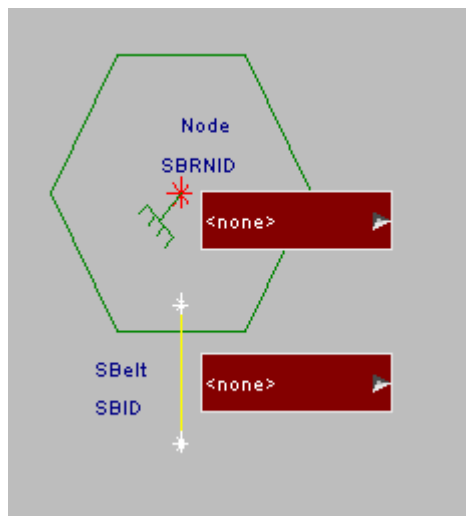 Node
SBRNID
<none>
SBelt
SBID
<none>